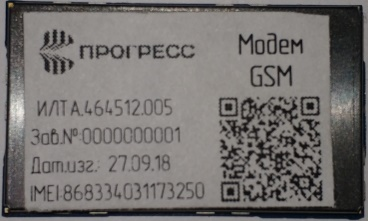 ПРОГРЕСС
Модем
GSM
ИЛТА.464512.005
Зав.№:0000000001
Дат.изг.: 27.09.18
IMEI:868334031173250